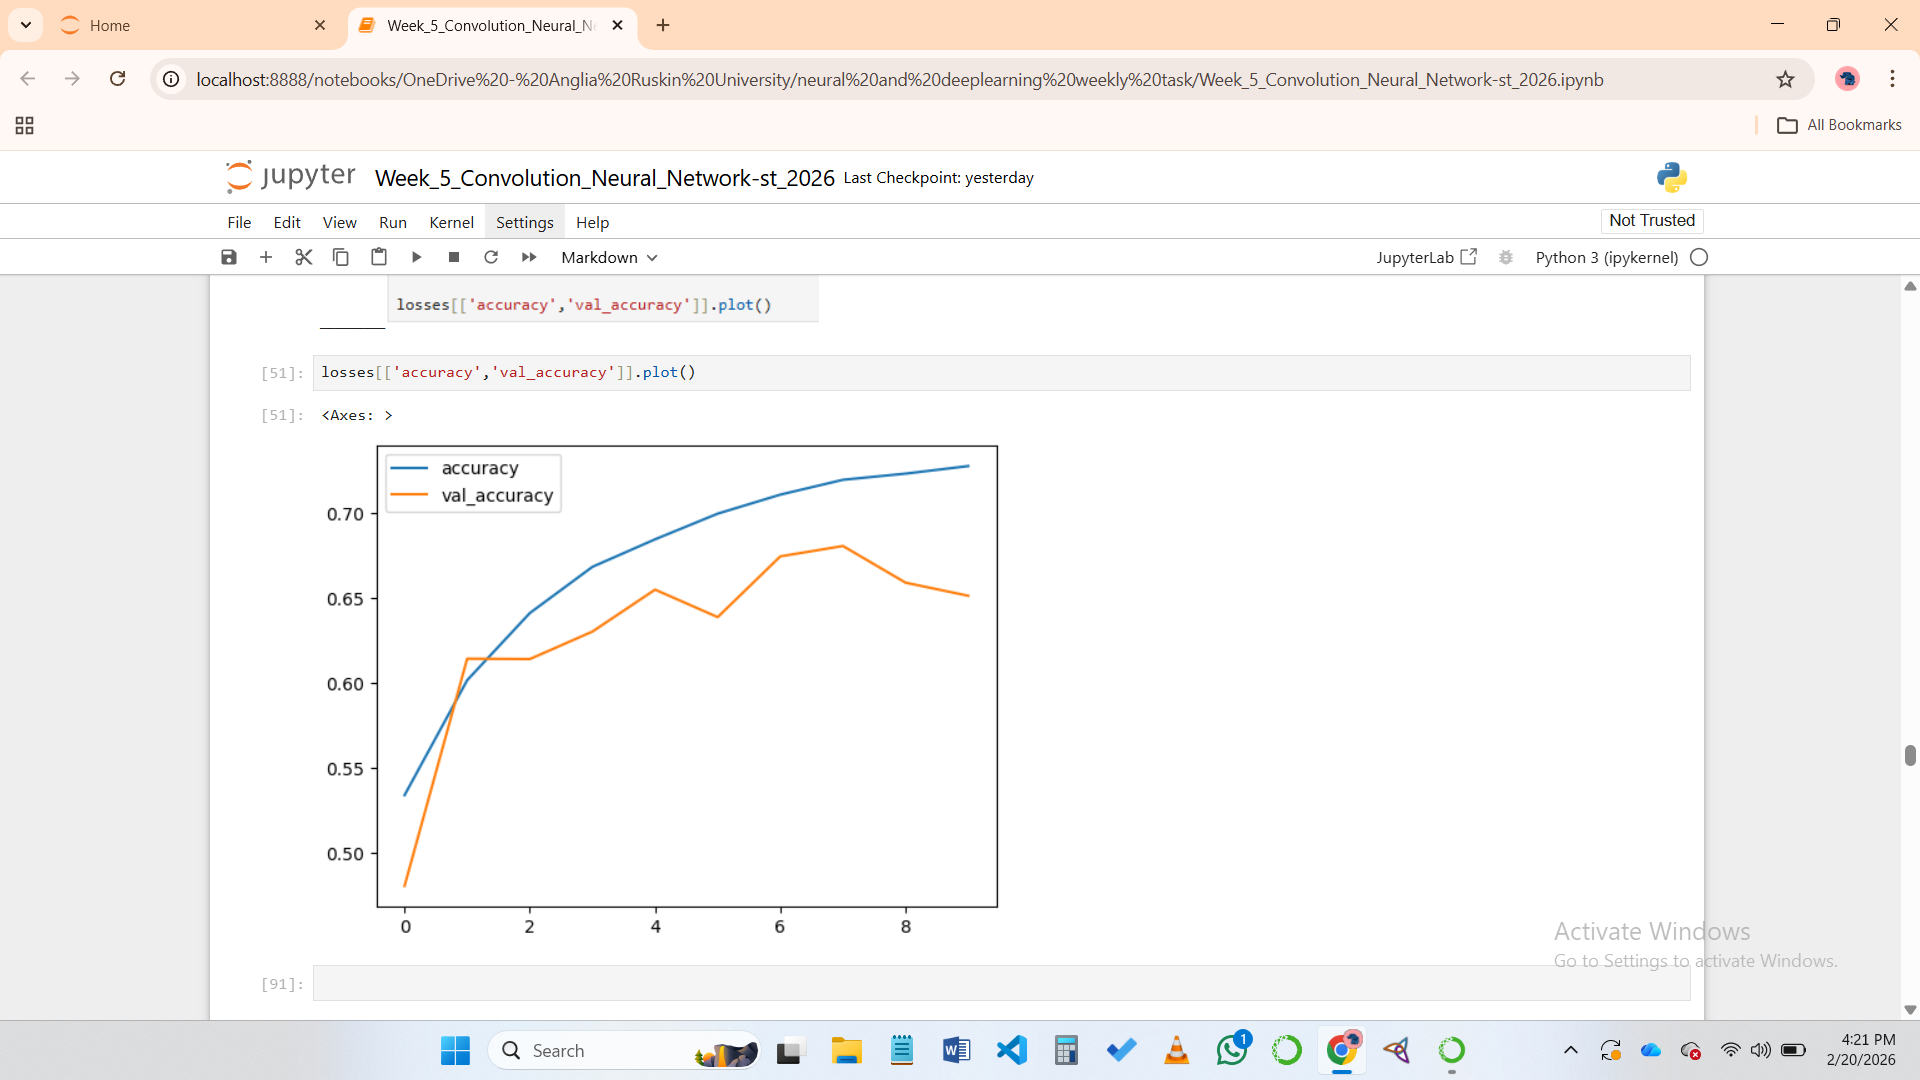 Home
Week_5_Convolution_Neural_N
localhost:8888/notebooks/OneDrive%20-%20Anglia%20Ruskin%20University/neural%20and%20deeplearning%20weekly%20task/Week_5_Convolution_Neural_Network-st_2026.ipynb
All Bookmarks
jupyter Week_5_Convolution_Neural_Network-st_2026 Last Checkpoint: yesterday
File Edit View Run Kernel Settings Help
Not Trusted
Markdown
JupyterLab
Python 3 (ipykernel)
losses[['accuracy','val_accuracy']].plot()
[51]: losses[['accuracy','val_accuracy']].plot()
[51]: <Axes: >
accuracy
val_accuracy
0.70
0.65
0.60
0.55
0.50
0 2 4 6 8
Activate Windows
Go to Settings to activate Windows.
[91]:
Search
1
4:21 PM
2/20/2026